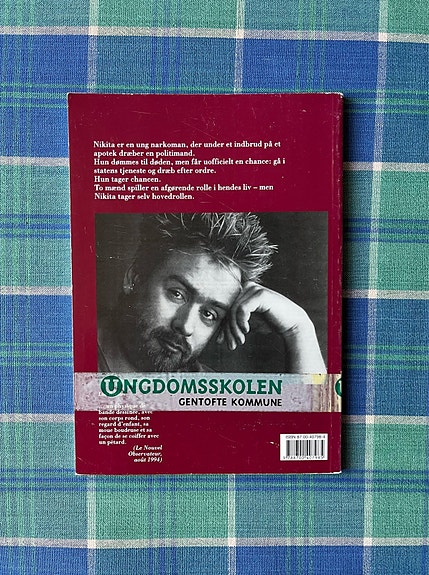 Nikita er en ung narkoman, der under et indbrud på et
apotek dræber en politimand.
Hun dømmes til døden, men får uofficielt en chance: gå i
statens tjeneste og dræb efter ordre.
Hun tager chancen.
To mænd spiller en afgørende rolle i hendes liv – men
Nikita tager selv hovedrollen.
UNGDOMSSKOLEN
GENTOFTE KOMMUNE
bande dessinée, avec
son corps rond, son
regard d'enfant, sa
moue boudeuse et sa
façon de se coiffer avec
un pétard.
(Le Nouvel
Observateur,
août 1994)